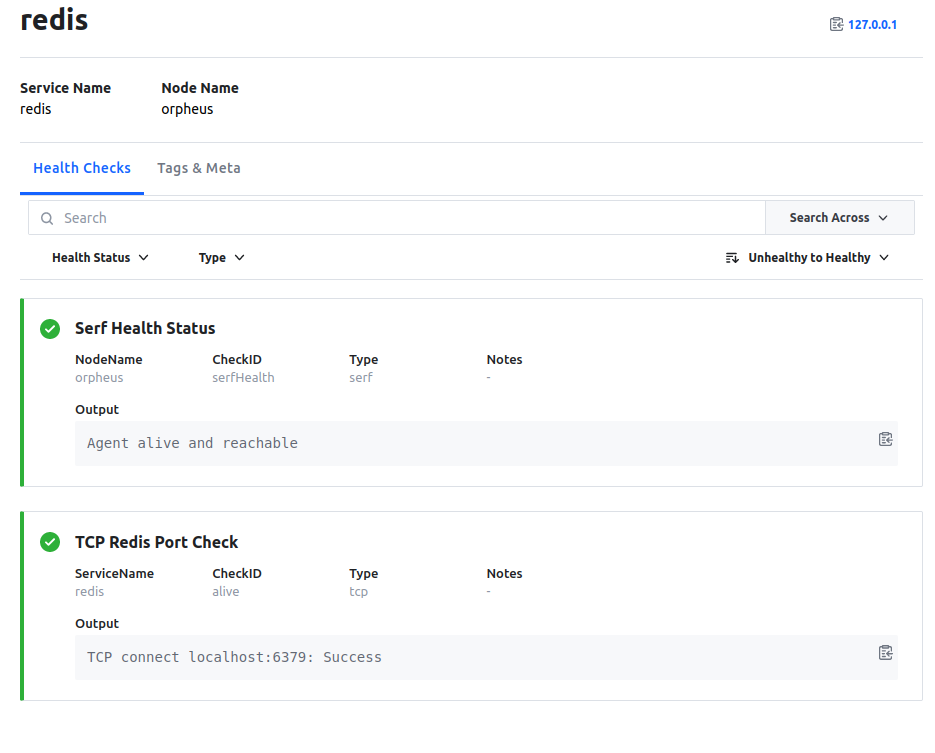 redis
127.0.0.1
Service Name Node Name
redis orpheus
Health Checks Tags & Meta
Search Search Across
Health Status Type Unhealthy to Healthy
Serf Health Status
NodeName CheckID Type Notes
orpheus serfHealth serf -
Output
Agent alive and reachable
TCP Redis Port Check
ServiceName CheckID Type Notes
redis alive tcp -
Output
TCP connect localhost:6379: Success